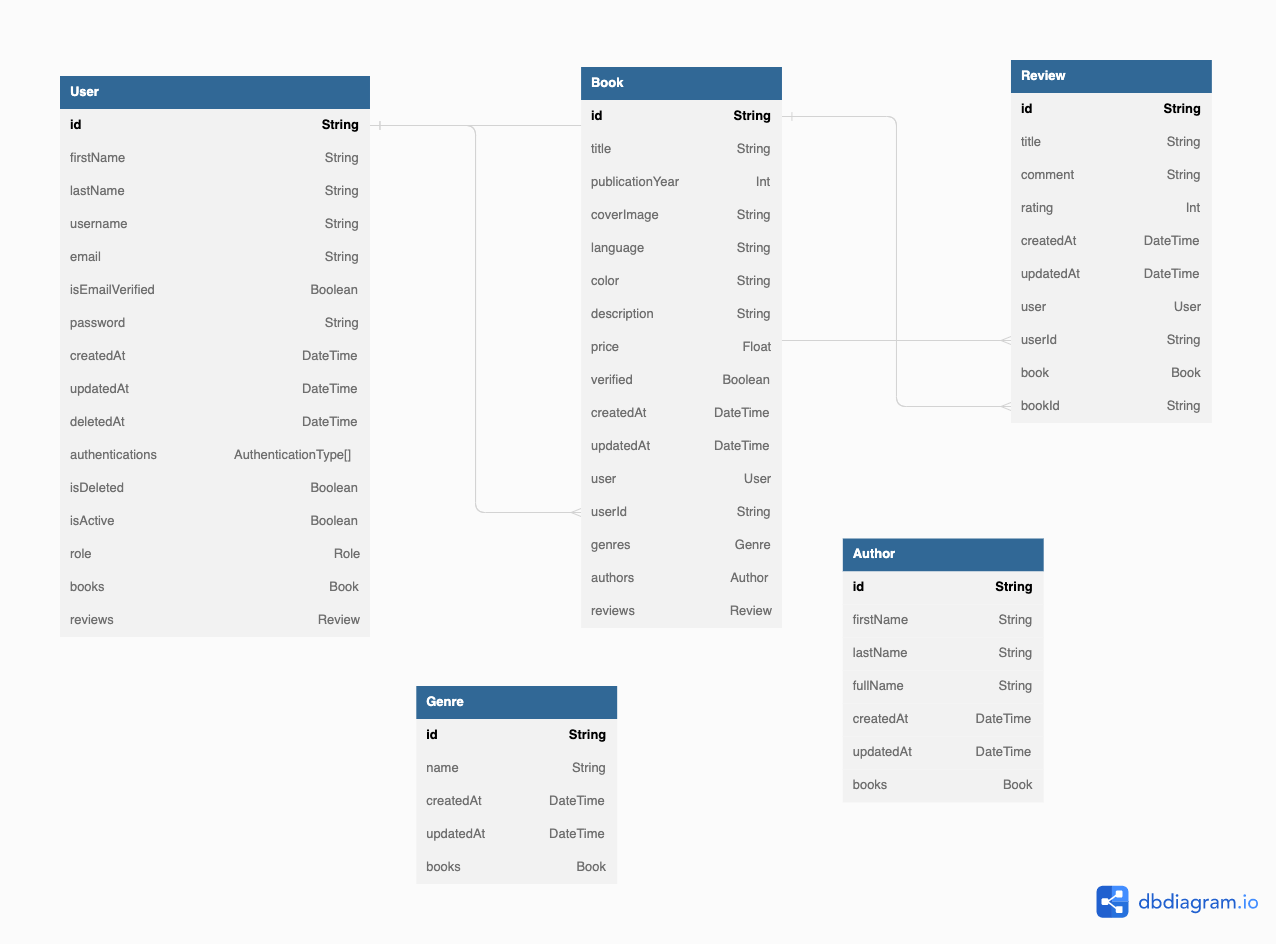 User
id String
firstName String
lastName String
username String
email String
isEmailVerified Boolean
password String
createdAt DateTime
updatedAt DateTime
deletedAt DateTime
authentications AuthenticationType[]
isDeleted Boolean
isActive Boolean
role Role
books Book
reviews Review
Book
id String
title String
publicationYear Int
coverImage String
language String
color String
description String
price Float
verified Boolean
createdAt DateTime
updatedAt DateTime
user User
userId String
genres Genre
authors Author
reviews Review
Review
id String
title String
comment String
rating Int
createdAt DateTime
updatedAt DateTime
user User
userId String
book Book
bookId String
Author
id String
firstName String
lastName String
fullName String
createdAt DateTime
updatedAt DateTime
books Book
Genre
id String
name String
createdAt DateTime
updatedAt DateTime
books Book
dbdiagram.io